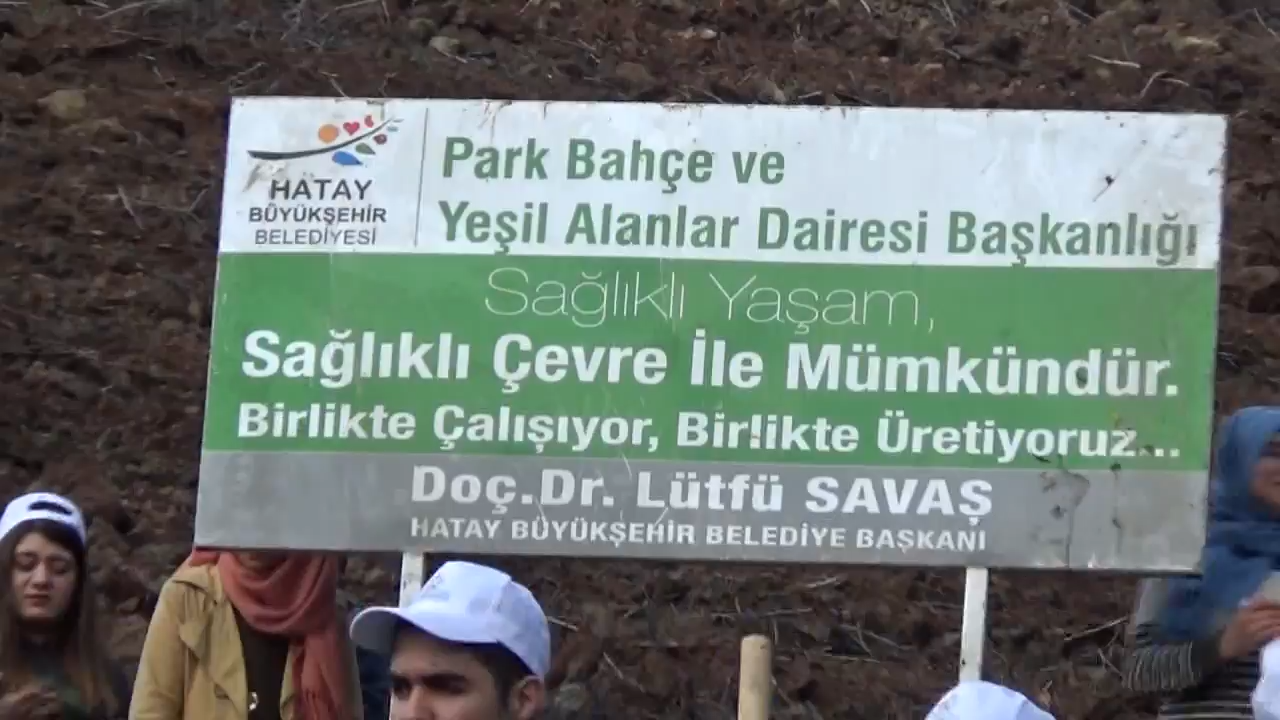 HATAY
BÜYÜKŞEHİR
BELEDİYESİ
Park Bahçe ve
Yeşil Alanlar Dairesi Başkanlığı
Sağlıklı Yaşam,
Sağlıklı Çevre İle Mümkündür.
Birlikte Çalışıyor, Birlikte Üretiyoruz...
Doç.Dr. Lütfü SAVAŞ
HATAY BÜYÜKŞEHİR BELEDİYE BAŞKANI